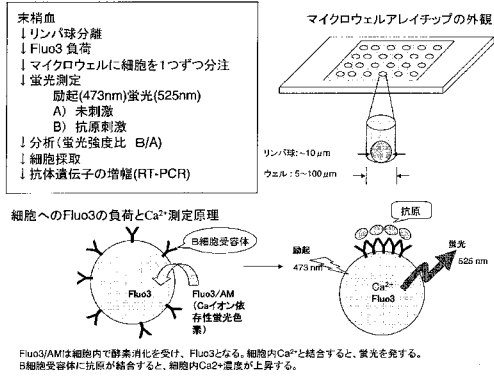 末梢血
↓リンパ球分離
↓Fluo3 負荷
↓マイクロウェルに細胞を1つずつ分注
↓蛍光測定
励起(473nm)蛍光(525nm)
A) 未刺激
B) 抗原刺激
↓分析(蛍光強度比 B/A)
↓細胞採取
↓抗体遺伝子の増幅(RT-PCR)
マイクロウェルアレイチップの外観
リンパ球:~10μm
ウェル:5~100μm
細胞へのFluo3の負荷とCa²⁺測定原理
B細胞受容体
Fluo3
Fluo3/AM
(Caイオン依
存性蛍光色
素)
抗原
励起
473 nm
蛍光
525 nm
Ca²⁺
Fluo3
Fluo3/AMは細胞内で酵素消化を受け、Fluo3となる。細胞内Ca²⁺と結合すると、蛍光を発する。
B細胞受容体に抗原が結合すると、細胞内Ca2+濃度が上昇する。